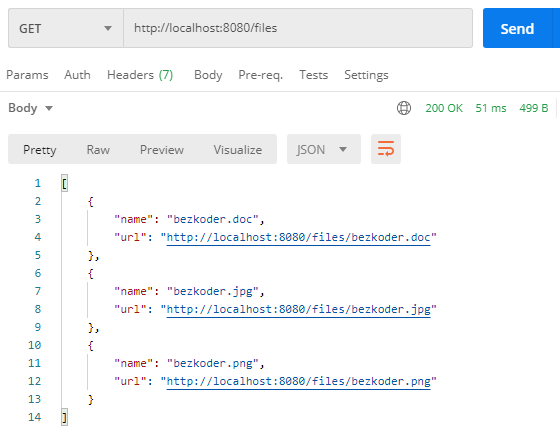 GET http://localhost:8080/files Send
Params Auth Headers (7) Body Pre-req. Tests Settings
Body 200 OK 51 ms 499 B
Pretty Raw Preview Visualize JSON
1 [
2 {
3 "name": "bezkoder.doc",
4 "url": "http://localhost:8080/files/bezkoder.doc"
5 },
6 {
7 "name": "bezkoder.jpg",
8 "url": "http://localhost:8080/files/bezkoder.jpg"
9 },
10 {
11 "name": "bezkoder.png",
12 "url": "http://localhost:8080/files/bezkoder.png"
13 }
14 ]